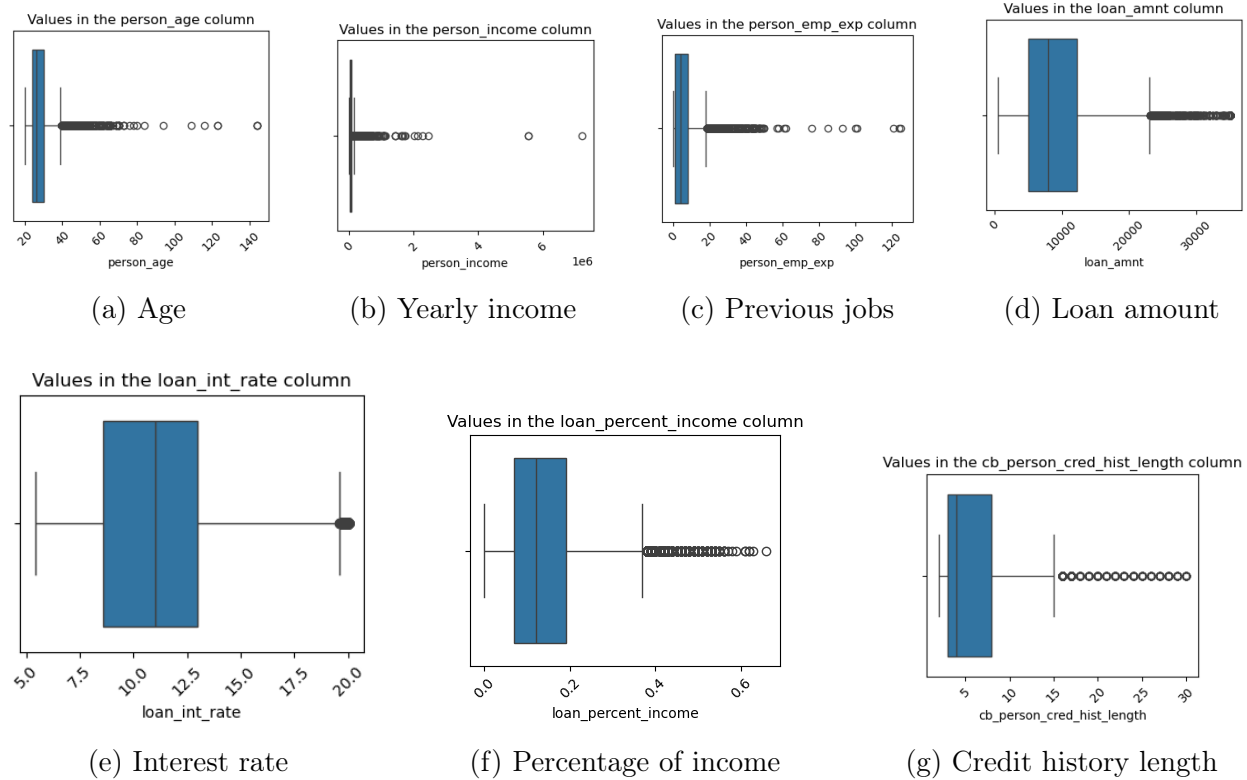 Values in the person_age column
20 40 60 80 100 120 140
person_age
(a) Age
Values in the person_income column
0 2 4 6
1e6
person_income
(b) Yearly income
Values in the person_emp_exp column
0 20 40 60 80 100 120
person_emp_exp
(c) Previous jobs
Values in the loan_amnt column
0 10000 20000 30000
loan_amnt
(d) Loan amount
Values in the loan_int_rate column
5.0 7.5 10.0 12.5 15.0 17.5 20.0
loan_int_rate
(e) Interest rate
Values in the loan_percent_income column
0.0 0.2 0.4 0.6
loan_percent_income
(f) Percentage of income
Values in the cb_person_cred_hist_length column
5 10 15 20 25 30
cb_person_cred_hist_length
(g) Credit history length